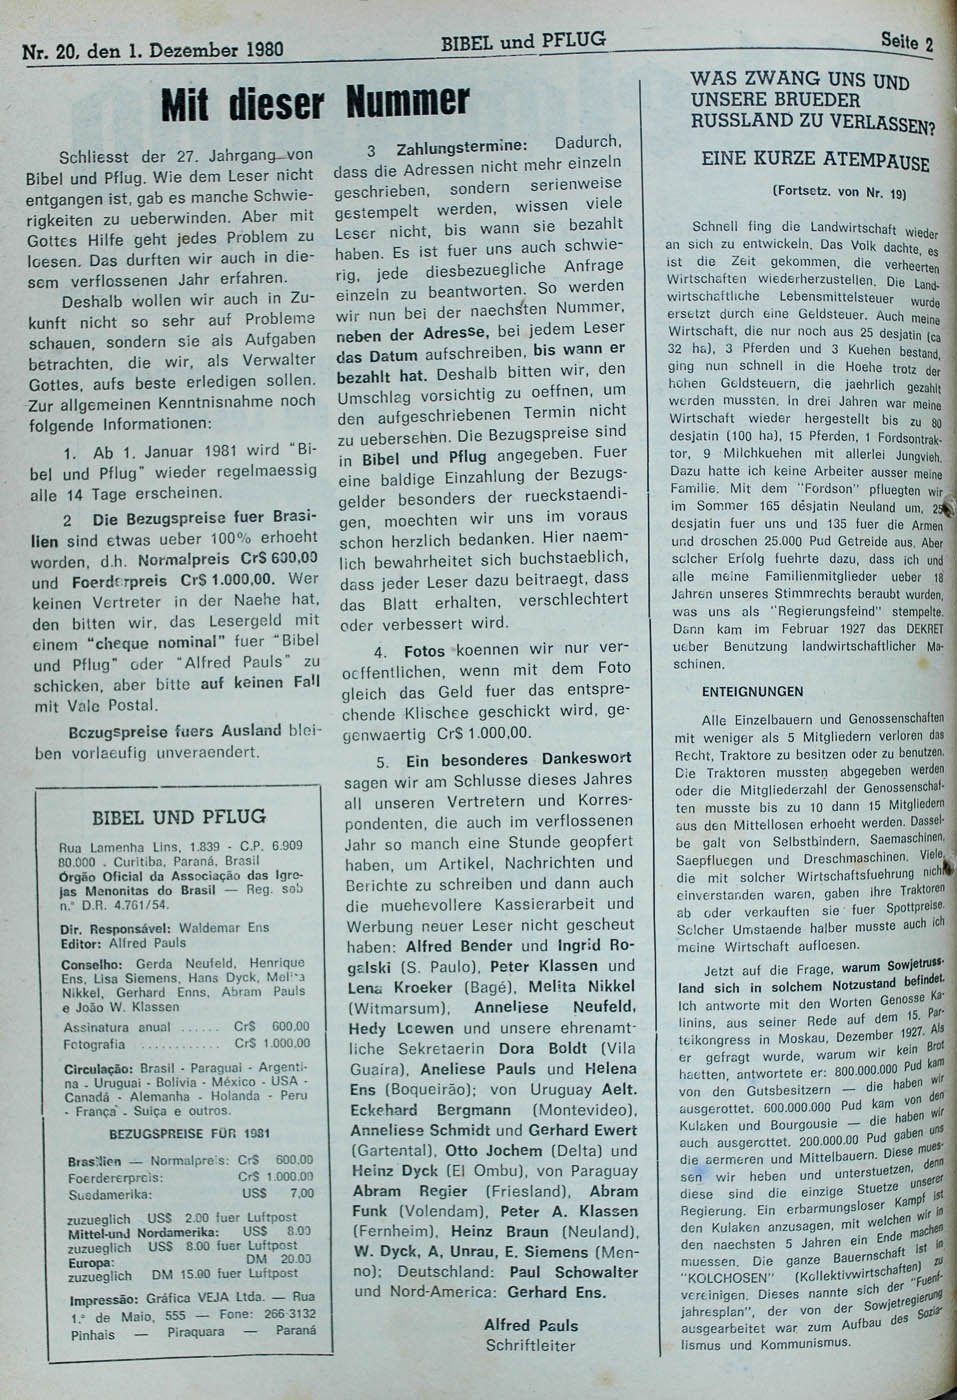 Nr. 20, den 1. Dezember 1980
BIBEL und PFLUG
Seite 2
Mit dieser Nummer
Schliesst der 27. Jahrgang von
Bibel und Pflug. Wie dem Leser nicht
entgangen ist, gab es manche Schwie-
rigkeiten zu ueberwinden. Aber mit
Gottes Hilfe geht jedes Problem zu
loesen. Das durften wir auch in die-
sem verflossenen Jahr erfahren.
Deshalb wollen wir auch in Zu-
kunft nicht so sehr auf Probleme
schauen, sondern sie als Aufgaben
betrachten, die wir, als Verwalter
Gottes, aufs beste erledigen sollen.
Zur allgemeinen Kenntnisnahme noch
folgende Informationen:
1. Ab 1. Januar 1981 wird "Bi-
bel und Pflug" wieder regelmaessig
alle 14 Tage erscheinen.
2 Die Bezugspreise fuer Brasi-
lien sind etwas ueber 100% erhoeht
worden, d.h. Normalpreis Cr$ 600,00
und Foerderpreis Cr$ 1.000,00. Wer
keinen Vertreter in der Naehe hat,
den bitten wir, das Lesergeld mit
einem "cheque nominal" fuer "Bibel
und Pflug" oder "Alfred Pauls" zu
schicken, aber bitte auf keinen Fall
mit Vale Postal.
Bezugspreise fuers Ausland blei-
ben vorlaeufig unveraendert.
BIBEL UND PFLUG
Rua Lamenha Lins, 1.839 - C.P. 6.909
80.000 - Curitiba, Paraná, Brasil
Órgão Oficial da Associação das Igre-
jas Menonitas do Brasil — Reg. sob
n.º D.R. 4.761/54.
Dir. Responsável: Waldemar Ens
Editor: Alfred Pauls
Conselho: Gerda Neufeld, Henrique
Ens, Lisa Siemens, Hans Dyck, Melita
Nikkel, Gerhard Enns, Abram Pauls
e João W. Klassen
Assinatura anual ...... Cr$ 600,00
Fotografia ............ Cr$ 1.000,00
Circulação: Brasil - Paraguai - Argenti-
na - Uruguai - Bolívia - México - USA -
Canadá - Alemanha - Holanda - Peru
- França - Suiça e outros.
BEZUGSPREISE FÜR 1981
Brasilien — Normalpreis: Cr$ 600.00
Foerdererpreis: Cr$ 1.000.00
Suedamerika: US$ 7,00
zuzueglich US$ 2.00 fuer Luftpost
Mittel-und Nordamerika: US$ 8.00
zuzueglich US$ 8.00 fuer Luftpost
Europa: DM 20.00
zuzueglich DM 15.00 fuer Luftpost
Impressão: Gráfica VEJA Ltda. — Rua
1.º de Maio, 555 — Fone: 266-3132
Pinhais — Piraquara — Paraná
3 Zahlungstermine: Dadurch,
dass die Adressen nicht mehr einzeln
geschrieben, sondern serienweise
gestempelt werden, wissen viele
Leser nicht, bis wann sie bezahlt
haben. Es ist fuer uns auch schwie-
rig, jede diesbezuegliche Anfrage
einzeln zu beantworten. So werden
wir nun bei der naechsten Nummer,
neben der Adresse, bei jedem Leser
das Datum aufschreiben, bis wann er
bezahlt hat. Deshalb bitten wir, den
Umschlag vorsichtig zu oeffnen, um
den aufgeschriebenen Termin nicht
zu uebersehen. Die Bezugspreise sind
in Bibel und Pflug angegeben. Fuer
eine baldige Einzahlung der Bezugs-
gelder besonders der rueckstaendi-
gen, moechten wir uns im voraus
schon herzlich bedanken. Hier naem-
lich bewahrheitet sich buchstaeblich,
dass jeder Leser dazu beitraegt, dass
das Blatt erhalten, verschlechtert
oder verbessert wird.
4. Fotos koennen wir nur ver-
oeffentlichen, wenn mit dem Foto
gleich das Geld fuer das entspre-
chende Klischee geschickt wird, ge-
genwaertig Cr$ 1.000,00.
5. Ein besonderes Dankeswort
sagen wir am Schlusse dieses Jahres
all unseren Vertretern und Korres-
pondenten, die auch im verflossenen
Jahr so manch eine Stunde geopfert
haben, um Artikel, Nachrichten und
Berichte zu schreiben und dann auch
die muehevollere Kassierarbeit und
Werbung neuer Leser nicht gescheut
haben: Alfred Bender und Ingrid Ro-
galski (S. Paulo), Peter Klassen und
Lena Kroeker (Bagé), Melita Nikkel
(Witmarsum), Anneliese Neufeld,
Hedy Loewen und unsere ehrenamt-
liche Sekretaerin Dora Boldt (Vila
Guaíra), Aneliese Pauls und Helena
Ens (Boqueirão); von Uruguay Aelt.
Eckehard Bergmann (Montevideo),
Anneliese Schmidt und Gerhard Ewert
(Gartental), Otto Jochem (Delta) und
Heinz Dyck (El Ombu), von Paraguay
Abram Regier (Friesland), Abram
Funk (Volendam), Peter A. Klassen
(Fernheim), Heinz Braun (Neuland),
W. Dyck, A, Unrau, E. Siemens (Men-
no); Deutschland: Paul Schowalter
und Nord-America: Gerhard Ens.
Alfred Pauls
Schriftleiter
WAS ZWANG UNS UND
UNSERE BRUEDER
RUSSLAND ZU VERLASSEN?
EINE KURZE ATEMPAUSE
(Fortsetz. von Nr. 19)
Schnell fing die Landwirtschaft wieder
an sich zu entwickeln. Das Volk dachte, es
ist die Zeit gekommen, die verheerten
Wirtschaften wiederherzustellen. Die Land-
wirtschaftliche Lebensmittelsteuer wurde
ersetzt durch eine Geldsteuer. Auch meine
Wirtschaft, die nur noch aus 25 desjatin (ca
32 ha), 3 Pferden und 3 Kuehen bestand,
ging nun schnell in die Hoehe trotz der
hohen Geldsteuern, die jaehrlich gezahlt
werden mussten. In drei Jahren war meine
Wirtschaft wieder hergestellt bis zu 80
desjatin (100 ha), 15 Pferden, 1 Fordsontrak-
tor, 9 Milchkuehen mit allerlei Jungvieh.
Dazu hatte ich keine Arbeiter ausser meine
Familie. Mit dem "Fordson" pfluegten wir
im Sommer 165 désjatin Neuland um, 25
desjatin fuer uns und 135 fuer die Armen
und droschen 25.000 Pud Getreide aus. Aber
solcher Erfolg fuehrte dazu, dass ich und
alle meine Familienmitglieder ueber 18
Jahren unseres Stimmrechts beraubt wurden,
was uns als "Regierungsfeind" stempelte.
Dann kam im Februar 1927 das DEKRET
ueber Benutzung landwirtschaftlicher Ma-
schinen.
ENTEIGNUNGEN
Alle Einzelbauern und Genossenschaften
mit weniger als 5 Mitgliedern verloren das
Recht, Traktore zu besitzen oder zu benutzen.
Die Traktoren mussten abgegeben werden
oder die Mitgliederzahl der Genossenschaf-
ten musste bis zu 10 dann 15 Mitgliedern
aus den Mittellosen erhoeht werden. Dassel-
be galt von Selbstbindern, Saemaschinen,
Saepfluegen und Dreschmaschinen. Viele,
die mit solcher Wirtschaftsfuehrung nicht
einverstanden waren, gaben ihre Traktoren
ab oder verkauften sie fuer Spottpreise.
Solcher Umstaende halber musste auch ich
meine Wirtschaft aufloesen.
Jetzt auf die Frage, warum Sowjetruss-
land sich in solchem Notzustand befindet.
Ich antworte mit den Worten Genosse Ka-
linins, aus seiner Rede auf dem 15. Par-
teikongress in Moskau, Dezember 1927. Als
er gefragt wurde, warum wir kein Brot
haetten, antwortete er: 800.000.000 Pud kam
von den Gutsbesitzern — die haben wir
ausgerottet. 600.000.000 Pud kam von den
Kulaken und Bourgousie — die haben wir
auch ausgerottet. 200.000.00 Pud gaben uns
die aermeren und Mittelbauern. Diese mues-
sen wir heben und unterstuetzen, denn
diese sind die einzige Stuetze unserer
Regierung. Ein erbarmungsloser Kampf ist
den Kulaken anzusagen, mit welchen wir in
den naechsten 5 Jahren ein Ende machen
muessen. Die ganze Bauernschaft ist in
"KOLCHOSEN" (Kollektivwirtschaften) zu
vereinigen. Dieses nannte sich der "Fuenf-
jahresplan", der von der Sowjetregierung
ausgearbeitet war zum Aufbau des Sozia-
lismus und Kommunismus.